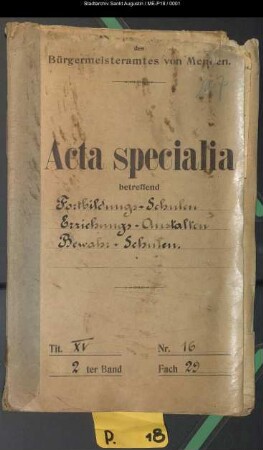 Stadtarchiv Sankt Augustin / ME-P18 / 0001
des
Bürgermeisteramtes von Menden.
Acta specialia
betreffend
Fortbildungs-Schulen
Erziehungs-Anstalten
Bewahr-Schulen.
Tit. XV Nr. 16
2 ter Band Fach 29
P. 18